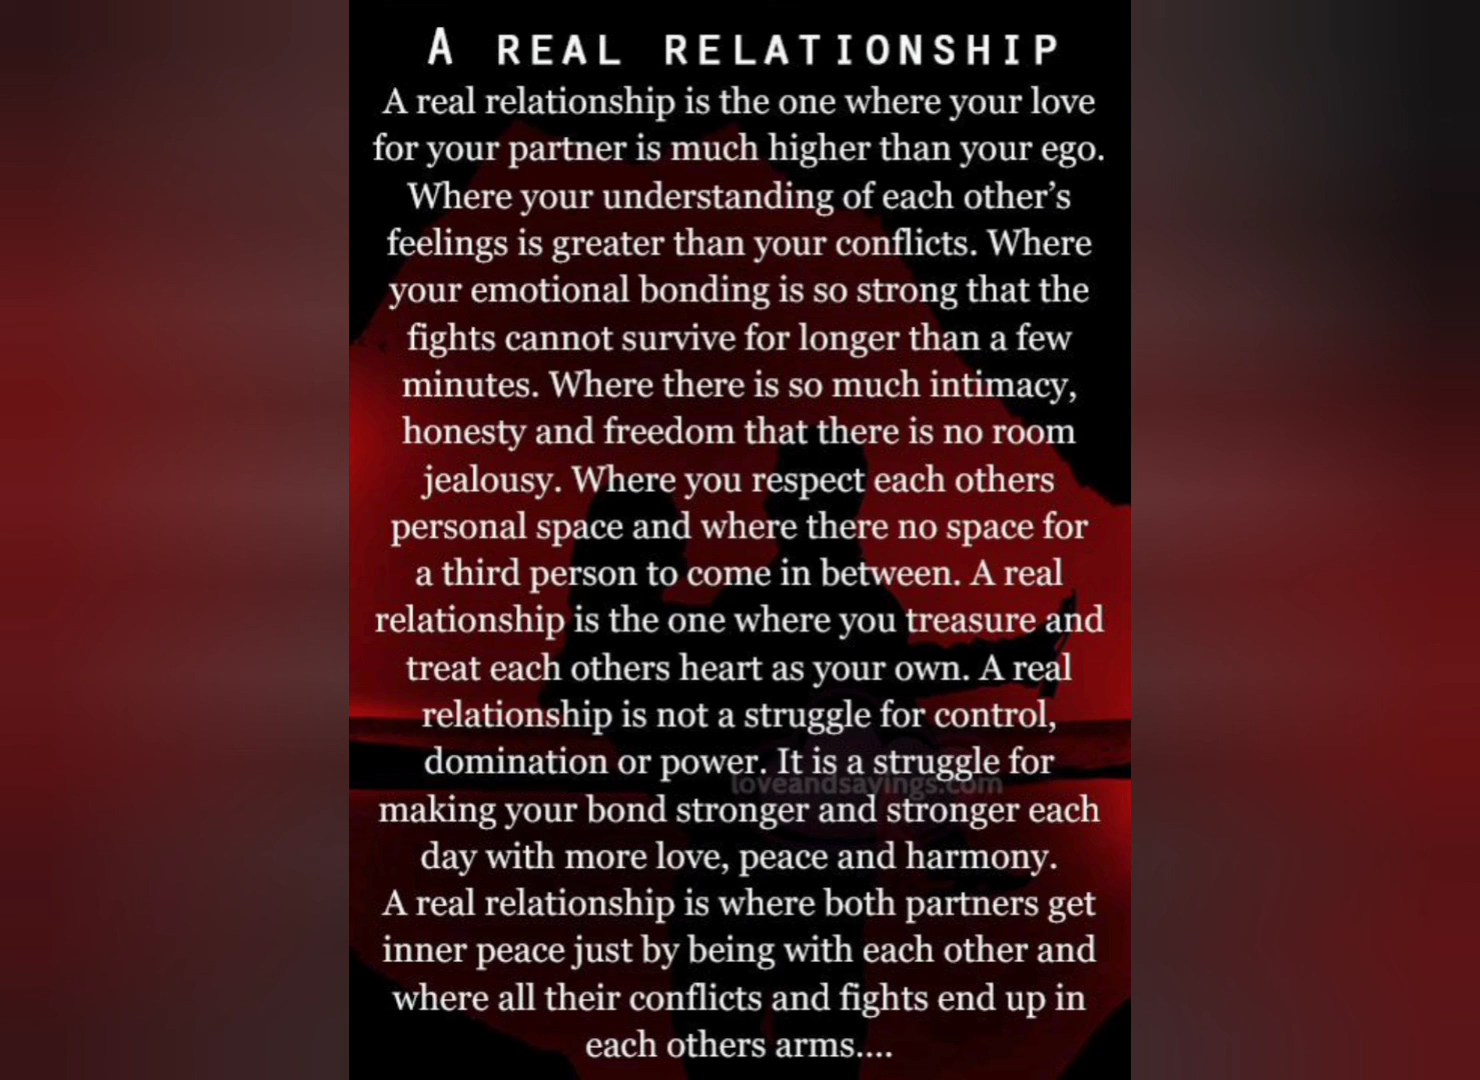 A REAL RELATIONSHIP
A real relationship is the one where your love
for your partner is much higher than your ego.
Where your understanding of each other’s
feelings is greater than your conflicts. Where
your emotional bonding is so strong that the
fights cannot survive for longer than a few
minutes. Where there is so much intimacy,
honesty and freedom that there is no room
jealousy. Where you respect each others
personal space and where there no space for
a third person to come in between. A real
relationship is the one where you treasure and
treat each others heart as your own. A real
relationship is not a struggle for control,
domination or power. It is a struggle for
loveandsayings.com
making your bond stronger and stronger each
day with more love, peace and harmony.
A real relationship is where both partners get
inner peace just by being with each other and
where all their conflicts and fights end up in
each others arms....